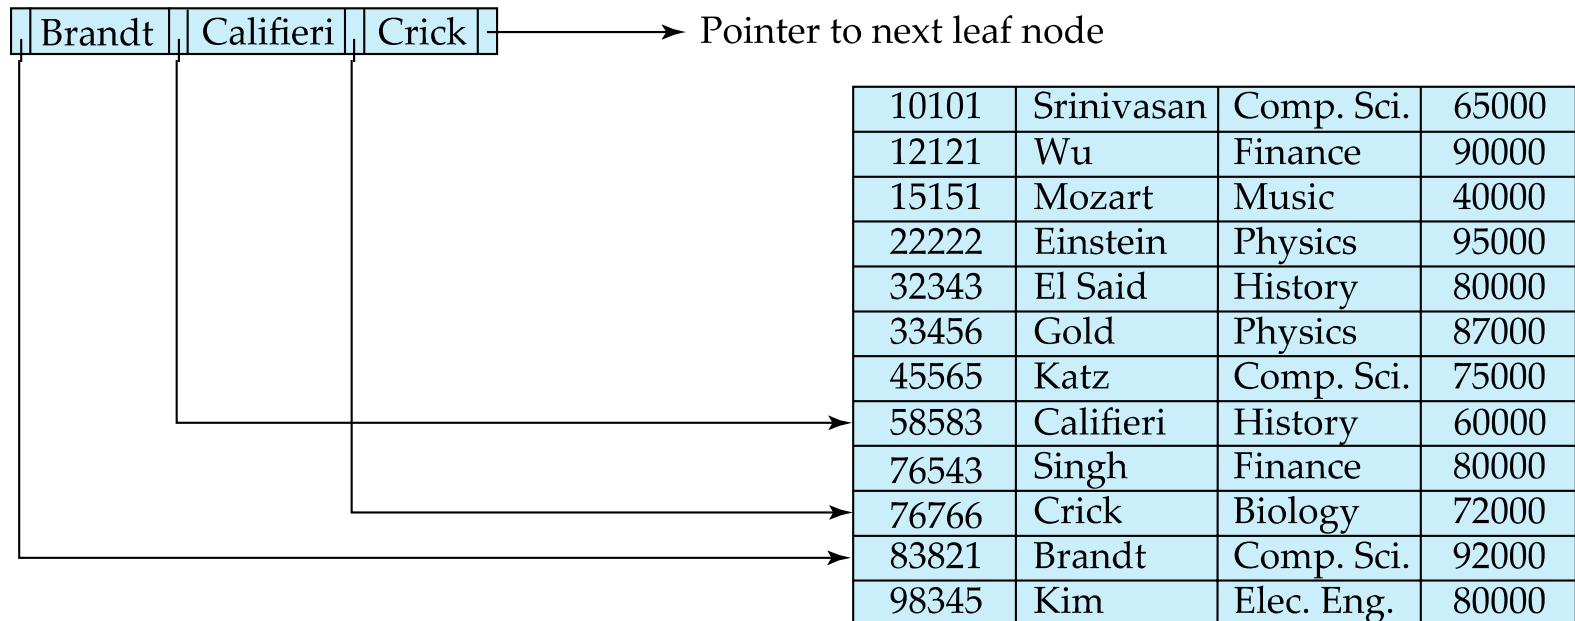 Brandt Califieri Crick Pointer to next leaf node
10101 Srinivasan Comp. Sci. 65000
12121 Wu Finance 90000
15151 Mozart Music 40000
22222 Einstein Physics 95000
32343 El Said History 80000
33456 Gold Physics 87000
45565 Katz Comp. Sci. 75000
58583 Califieri History 60000
76543 Singh Finance 80000
76766 Crick Biology 72000
83821 Brandt Comp. Sci. 92000
98345 Kim Elec. Eng. 80000